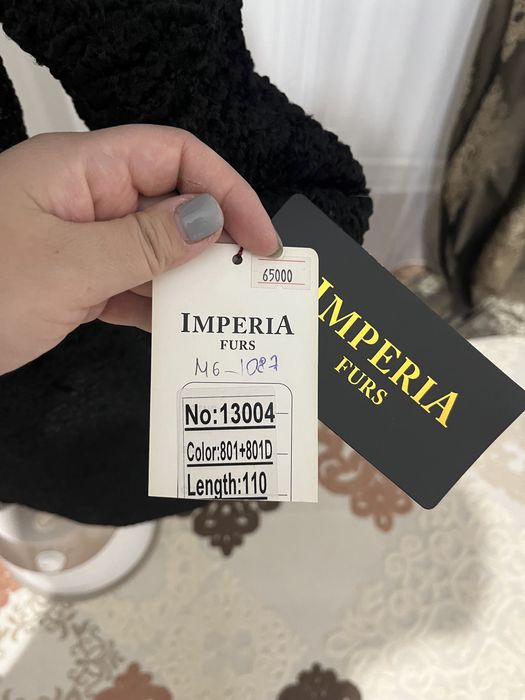 65000
IMPERIA
FURS
M6-1087
No:13004
Color:801+801D
Length:110
IMPERIA
FURS